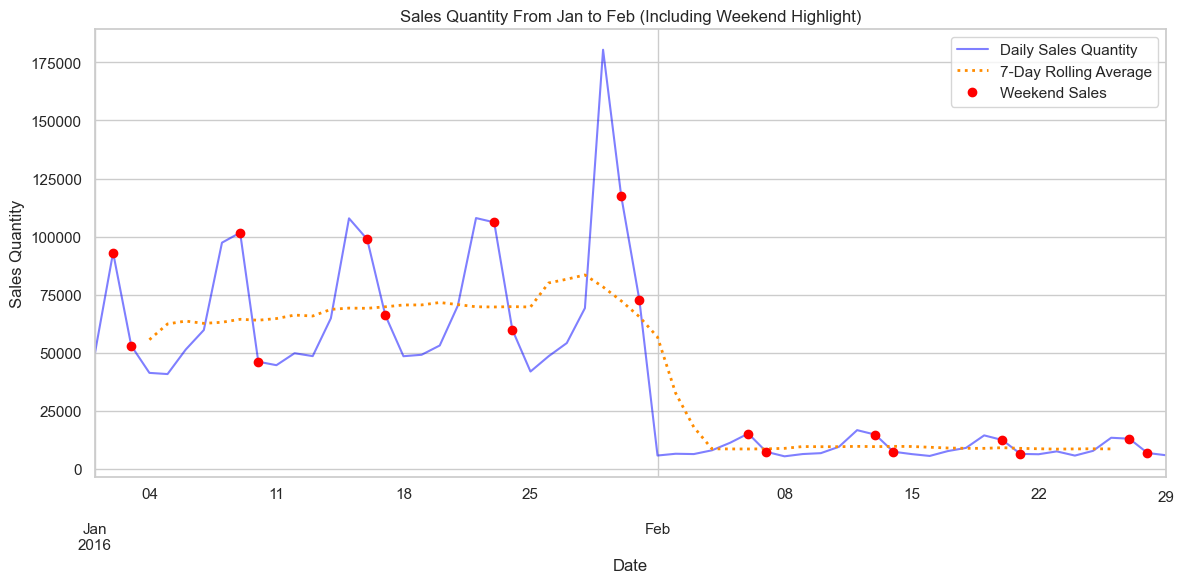 Sales Quantity From Jan to Feb (Including Weekend Highlight)
Daily Sales Quantity
7-Day Rolling Average
Weekend Sales
Sales Quantity
175000
150000
125000
100000
75000
50000
25000
0
04 11 18 25 08 15 22 29
Jan Feb
2016
Date